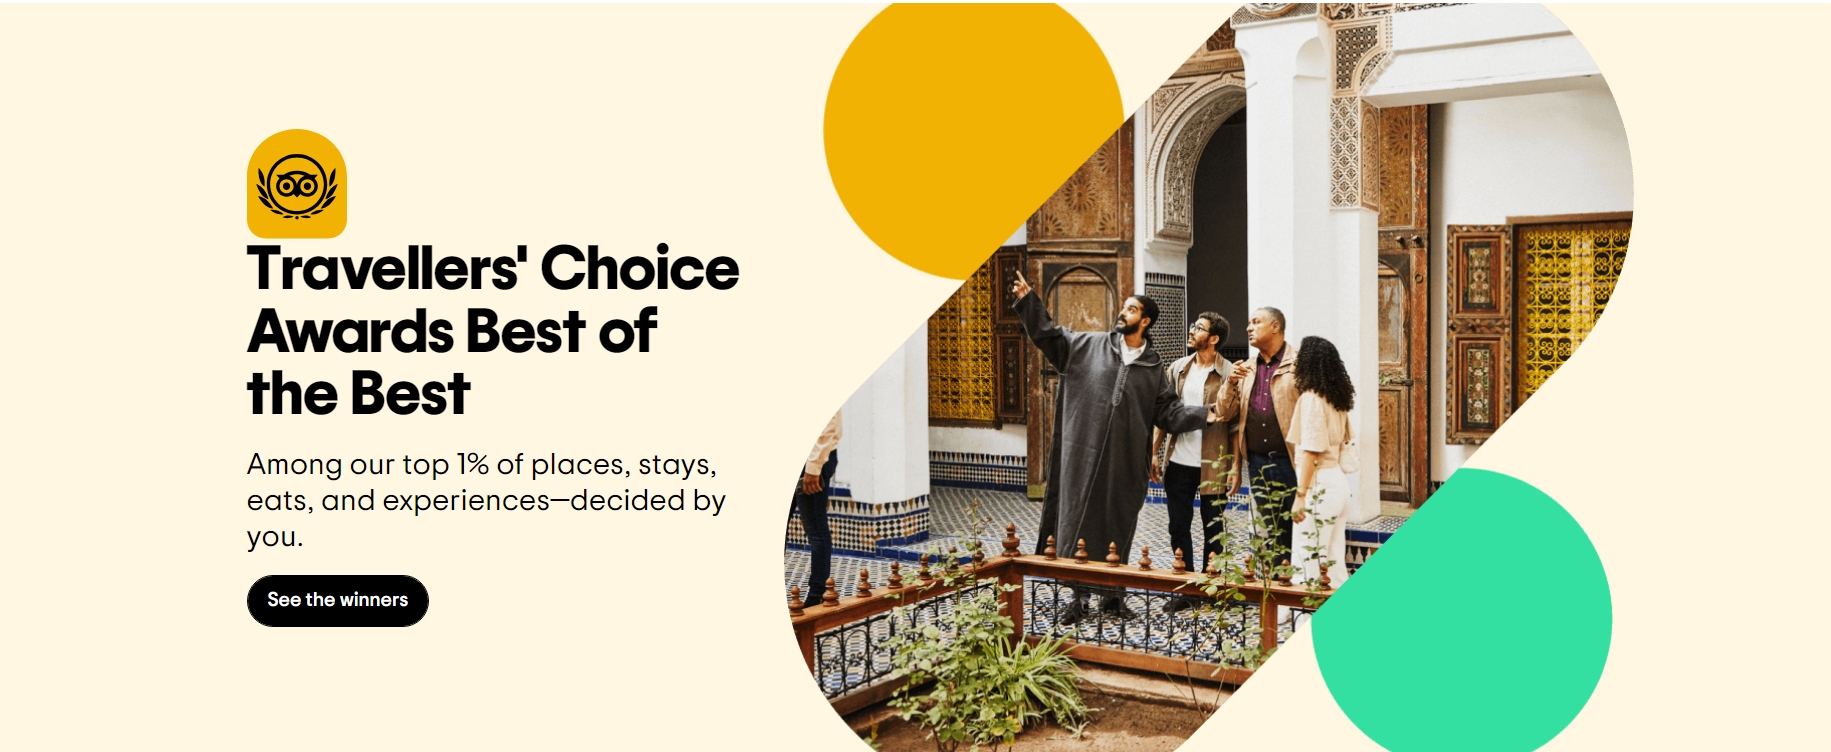 Travellers' Choice
Awards Best of
the Best
Among our top 1% of places, stays,
eats, and experiences—decided by
you.
See the winners